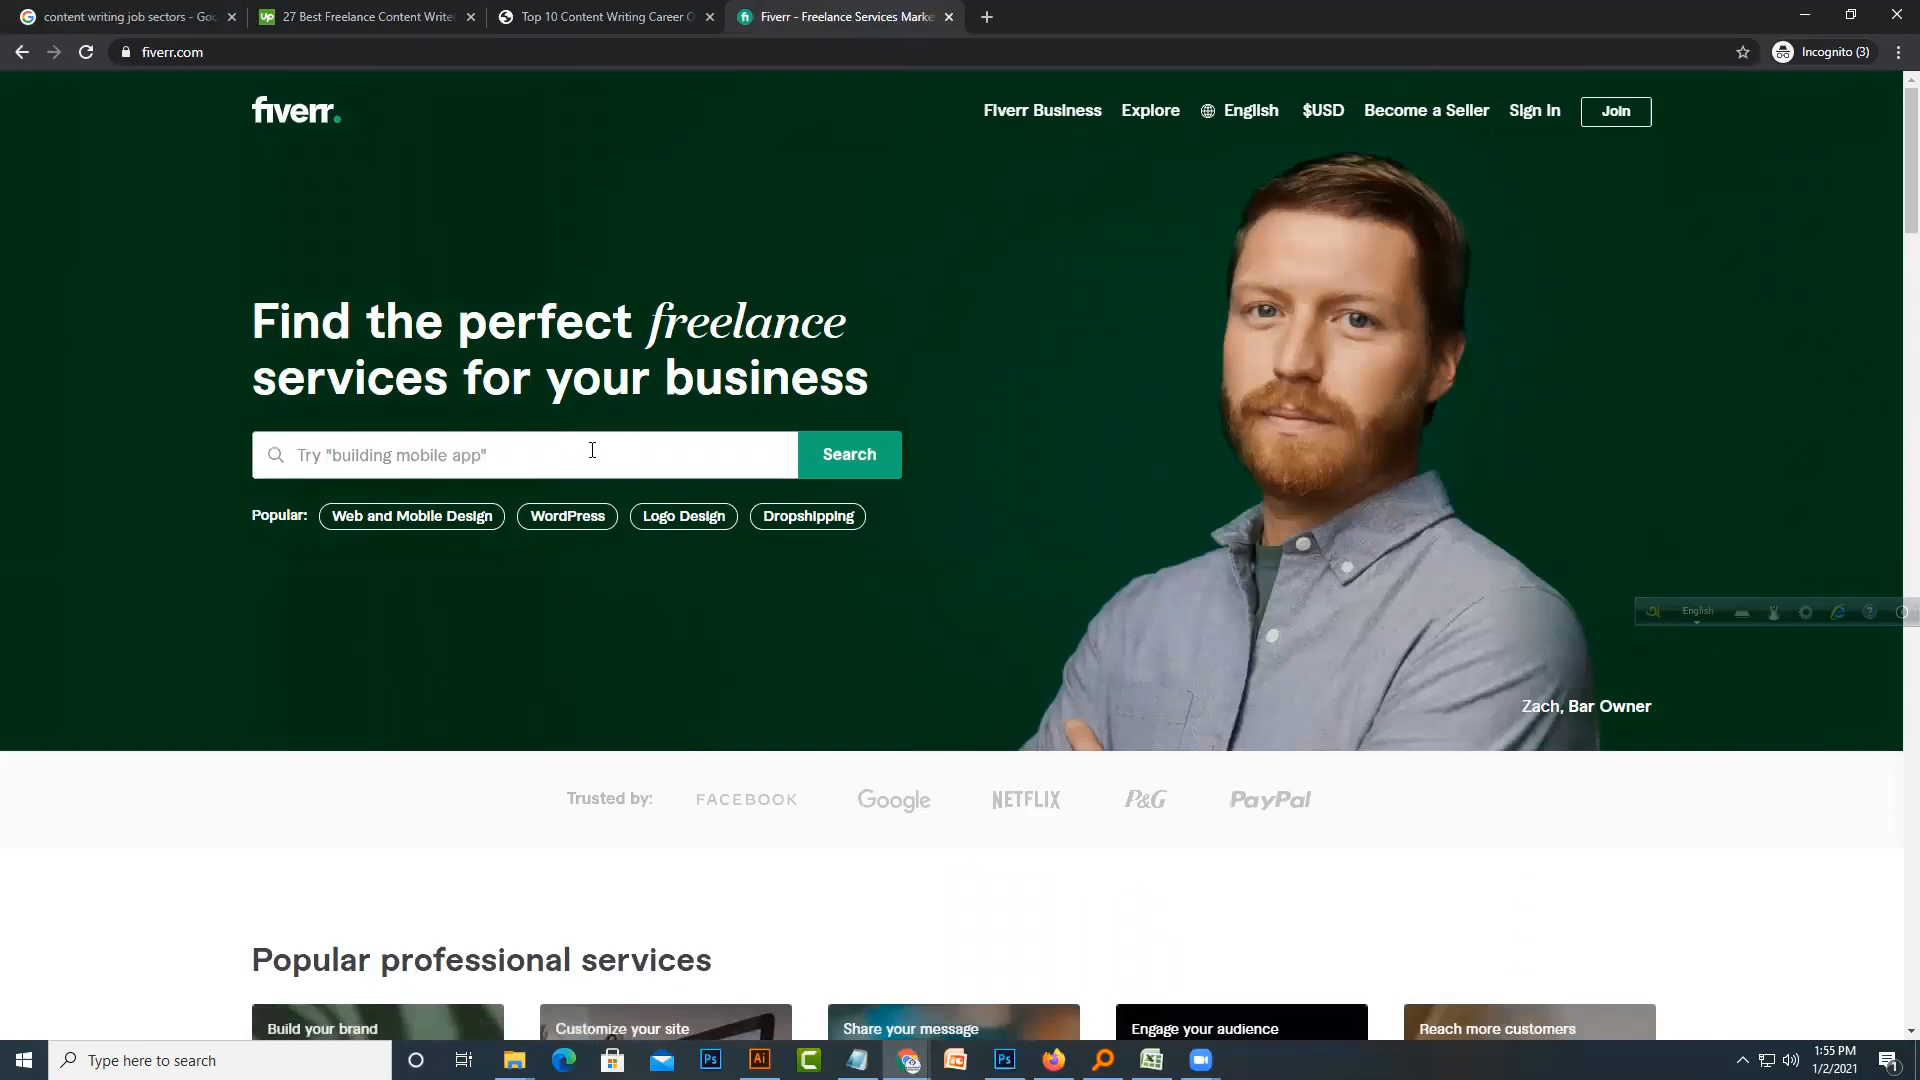 content writing job sectors - Goo
27 Best Freelance Content Writer
Top 10 Content Writing Career O
Fiverr - Freelance Services Marke
fiverr.com
Incognito (3)
fiverr.
Fiverr Business
Explore
English
$USD
Become a Seller
Sign In
Join
Find the perfect freelance
services for your business
Try "building mobile app"
Search
Popular:
Web and Mobile Design
WordPress
Logo Design
Dropshipping
English
Zach, Bar Owner
Trusted by:
FACEBOOK
Google
NETFLIX
P&G
PayPal
Popular professional services
Build your brand
Customize your site
Share your message
Engage your audience
Reach more customers
Type here to search
1:55 PM
1/2/2021